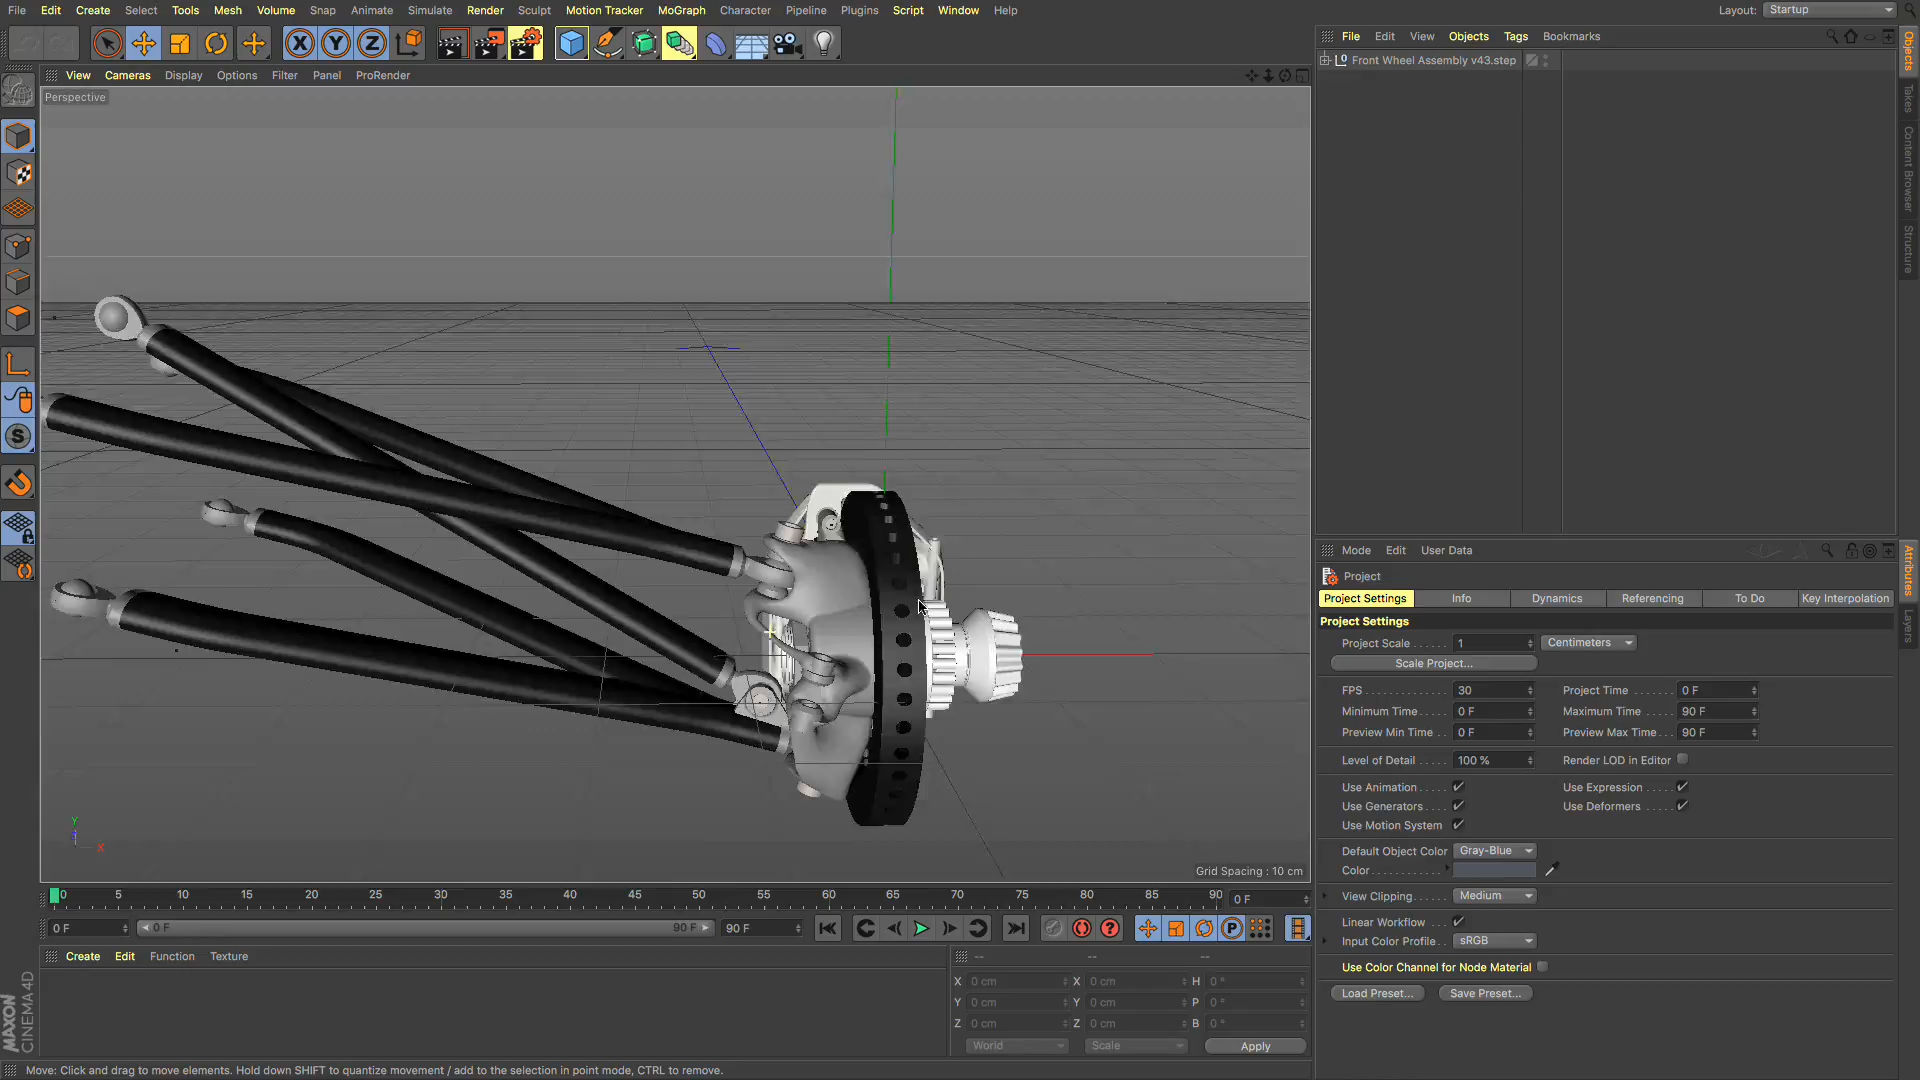 File Edit Create Select Tools Mesh Volume Snap Animate Simulate Render Sculpt Motion Tracker MoGraph Character Pipeline Plugins Script Window Help
Layout: Startup
X Y Z
View Cameras Display Options Filter Panel ProRender
Perspective
File Edit View Objects Tags Bookmarks
Front Wheel Assembly v43.step
Objects
Takes
Content Browser
Structure
Y
X
Grid Spacing : 10 cm
Mode Edit User Data
Project
Project Settings Info Dynamics Referencing To Do Key Interpolation
Project Settings
Project Scale 1 Centimeters
Scale Project...
FPS 30 Project Time 0 F
Minimum Time 0 F Maximum Time 90 F
Preview Min Time 0 F Preview Max Time 90 F
Level of Detail 100 % Render LOD in Editor
Use Animation Use Expression
Use Generators Use Deformers
Use Motion System
Default Object Color Gray-Blue
Color
View Clipping Medium
Linear Workflow
Input Color Profile sRGB
Use Color Channel for Node Material
Load Preset... Save Preset...
Attributes
Layers
0 5 10 15 20 25 30 35 40 45 50 55 60 65 70 75 80 85 90 0 F
0 F 0 F 90 F 90 F
Create Edit Function Texture
-- -- --
X 0 cm X 0 cm H 0 °
Y 0 cm Y 0 cm P 0 °
Z 0 cm Z 0 cm B 0 °
World Scale Apply
MAXON
CINEMA 4D
Move: Click and drag to move elements. Hold down SHIFT to quantize movement / add to the selection in point mode, CTRL to remove.